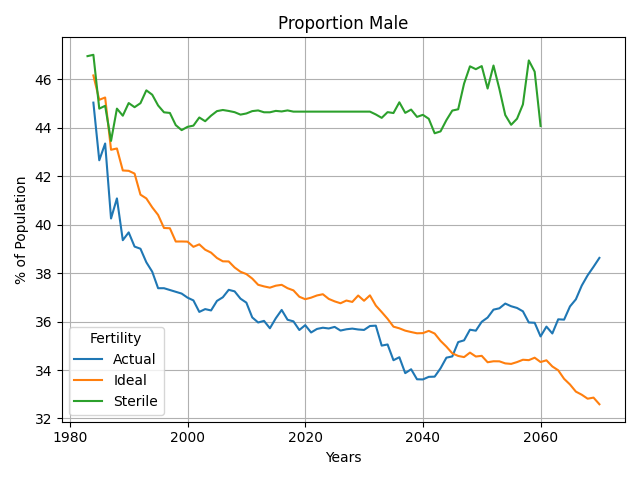 Proportion Male
% of Population
46
44
42
40
38
36
34
32
Fertility
Actual
Ideal
Sterile
1980
2000
2020
2040
2060
Years